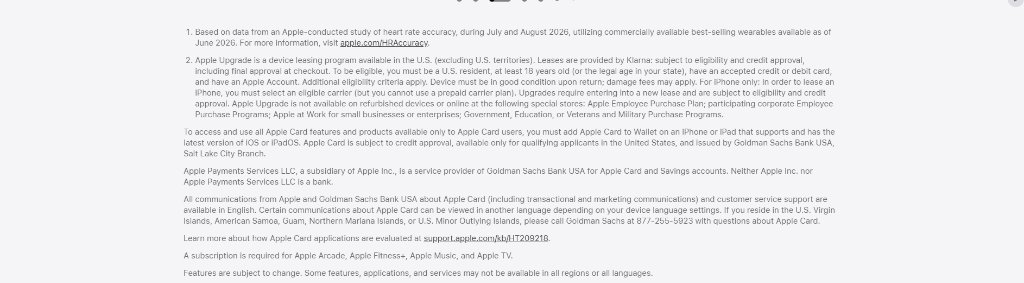 1. Based on data from an Apple-conducted study of heart rate accuracy, during July and August 2026, utilizing commercially available best-selling wearables available as of
June 2026. For more information, visit apple.com/HRAccuracy.
2. Apple Upgrade is a device leasing program available in the U.S. (excluding U.S. territories). Leases are provided by Klarna: subject to eligibility and credit approval,
including final approval at checkout. To be eligible, you must be a U.S. resident, at least 18 years old (or the legal age in your state), have an accepted credit or debit card,
and have an Apple Account. Additional eligibility criteria apply. Device must be in good condition upon return; damage fees may apply. For iPhone only: In order to lease an
iPhone, you must select an eligible carrier (but you cannot use a prepaid carrier plan). Upgrades require entering into a new lease and are subject to eligibility and credit
approval. Apple Upgrade is not available on refurbished devices or online at the following special stores: Apple Employee Purchase Plan; participating corporate Employee
Purchase Programs; Apple at Work for small businesses or enterprises; Government, Education, or Veterans and Military Purchase Programs.
To access and use all Apple Card features and products available only to Apple Card users, you must add Apple Card to Wallet on an iPhone or iPad that supports and has the
latest version of iOS or iPadOS. Apple Card is subject to credit approval, available only for qualifying applicants in the United States, and issued by Goldman Sachs Bank USA,
Salt Lake City Branch.
Apple Payments Services LLC, a subsidiary of Apple Inc., is a service provider of Goldman Sachs Bank USA for Apple Card and Savings accounts. Neither Apple Inc. nor
Apple Payments Services LLC is a bank.
All communications from Apple and Goldman Sachs Bank USA about Apple Card (including transactional and marketing communications) and customer service support are
available in English. Certain communications about Apple Card can be viewed in another language depending on your device language settings. If you reside in the U.S. Virgin
Islands, American Samoa, Guam, Northern Mariana Islands, or U.S. Minor Outlying Islands, please call Goldman Sachs at 877-255-5923 with questions about Apple Card.
Learn more about how Apple Card applications are evaluated at support.apple.com/kb/HT209218.
A subscription is required for Apple Arcade, Apple Fitness+, Apple Music, and Apple TV.
Features are subject to change. Some features, applications, and services may not be available in all regions or all languages.